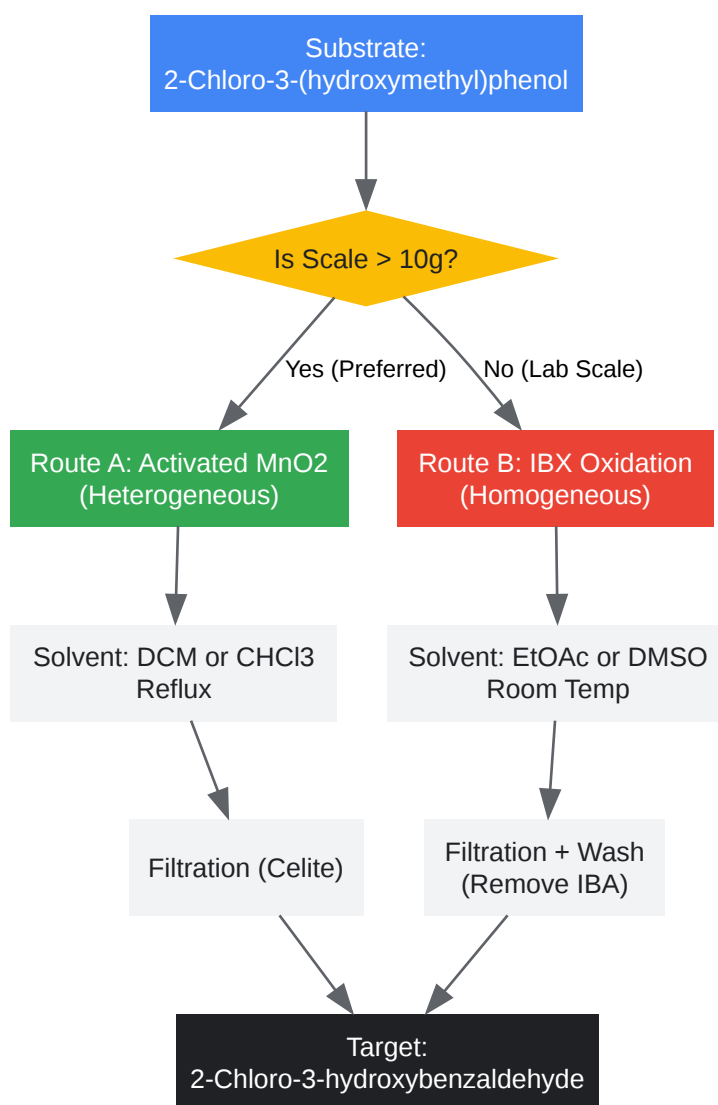 Substrate:
2-Chloro-3-(hydroxymethyl)phenol
Is Scale > 10g?
Yes (Preferred)
No (Lab Scale)
Route A: Activated MnO2
(Heterogeneous)
Route B: IBX Oxidation
(Homogeneous)
Solvent: DCM or CHCl3
Reflux
Solvent: EtOAc or DMSO
Room Temp
Filtration (Celite)
Filtration + Wash
(Remove IBA)
Target:
2-Chloro-3-hydroxybenzaldehyde